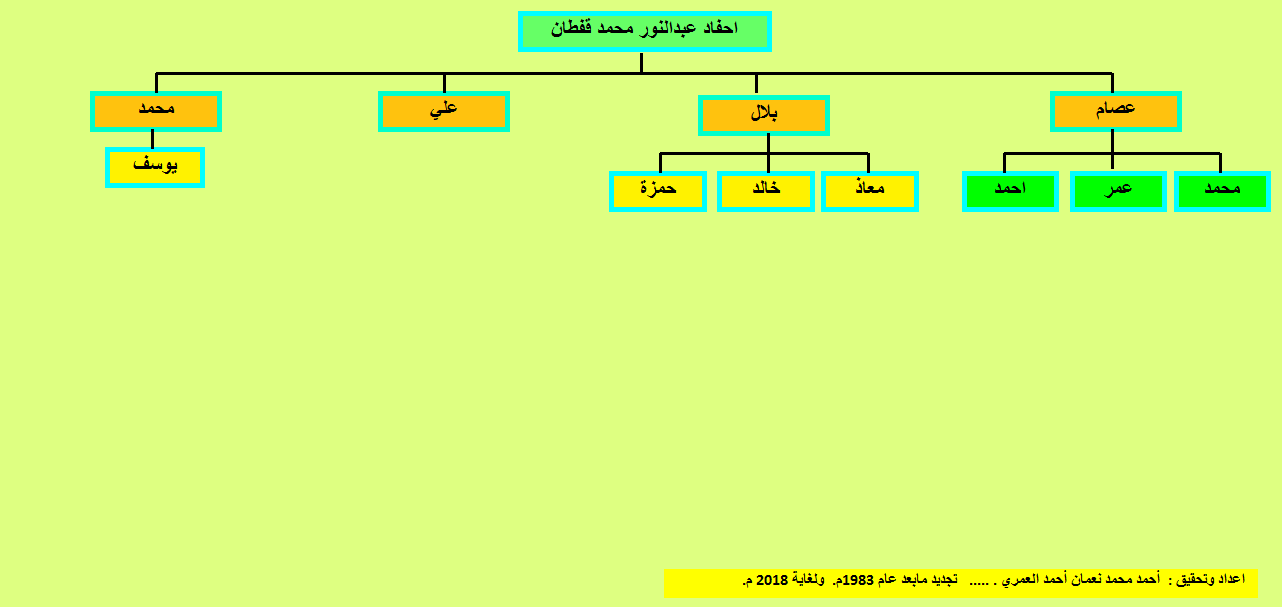 احفاد عبدالنور محمد قفطان
عصام
بلال
علي
محمد
محمد
عمر
احمد
معاذ
خالد
حمزة
يوسف
اعداد وتحقيق : أحمد محمد نعمان أحمد العمري . ..... تجديد مابعد عام 1983م. ولغاية 2018 م.